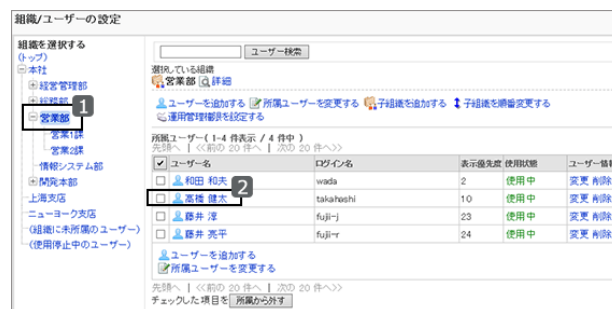 組織/ユーザーの設定
組織を選択する
(トップ)
本社
経営管理部
総務部
1
営業部
営業1課
営業2課
情報システム部
開発本部
上海支店
ニューヨーク支店
(組織に未所属のユーザー)
(使用停止中のユーザー)
ユーザー検索
選択している組織
営業部 詳細
ユーザーを追加する 所属ユーザーを変更する 子組織を追加する 子組織を順番変更する
運用管理権限を設定する
所属ユーザー( 1-4 件表示 / 4 件中 )
先頭へ | <<前の 20 件へ | 次の 20 件へ>>
ユーザー名 ログイン名 表示優先度 使用状態 ユーザー情報
和田 和夫 wada 2 使用中 変更 削除
2
高橋 健太 takahashi 10 使用中 変更 削除
藤井 淳 fujii-j 23 使用中 変更 削除
藤井 亮平 fujii-r 24 使用中 変更 削除
ユーザーを追加する
所属ユーザーを変更する
先頭へ | <<前の 20 件へ | 次の 20 件へ>>
チェックした項目を 所属から外す